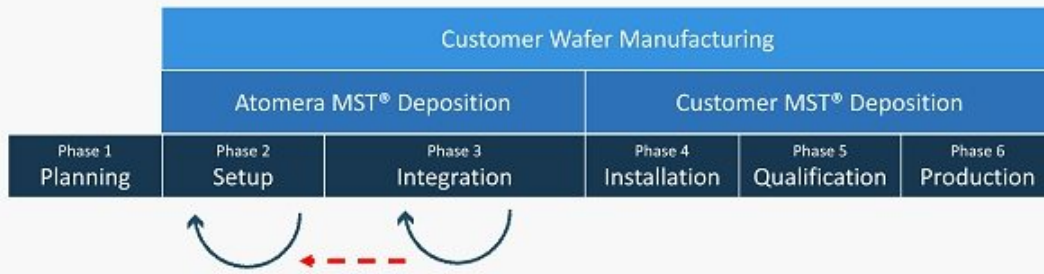 Customer Wafer Manufacturing
Atomera MST® Deposition
Customer MST® Deposition
Phase 1
Planning
Phase 2
Setup
Phase 3
Integration
Phase 4
Installation
Phase 5
Qualification
Phase 6
Production